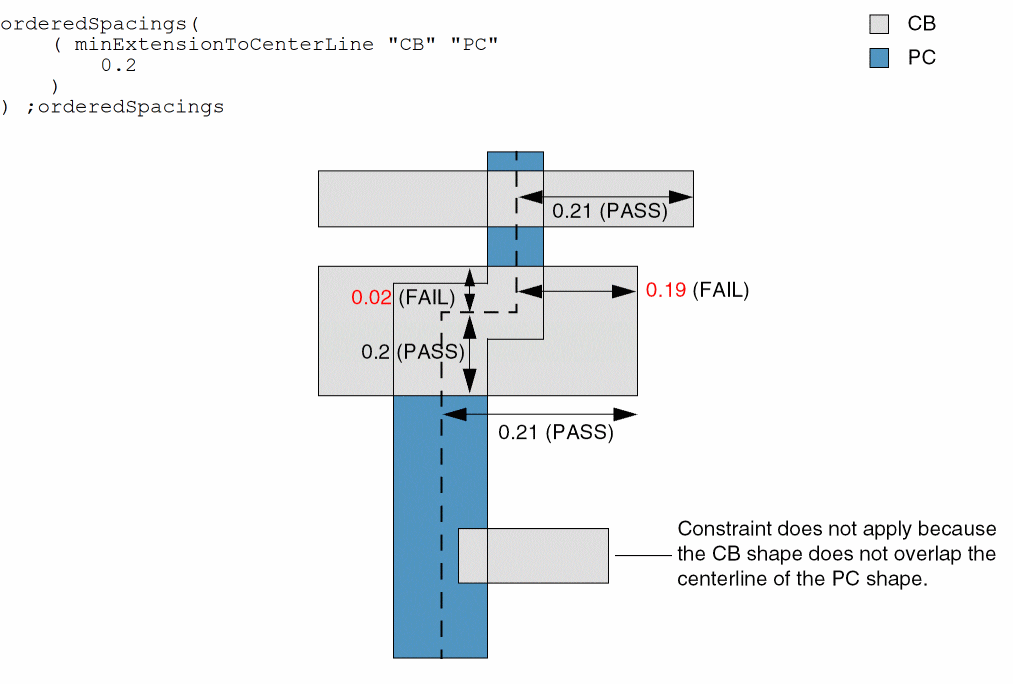 orderedSpacings(
( minExtensionToCenterLine "CB" "PC"
0.2
)
) ;orderedSpacings
CB
PC
0.21 (PASS)
0.02 (FAIL)
0.19 (FAIL)
0.2 (PASS)
0.21 (PASS)
Constraint does not apply because
the CB shape does not overlap the
centerline of the PC shape.